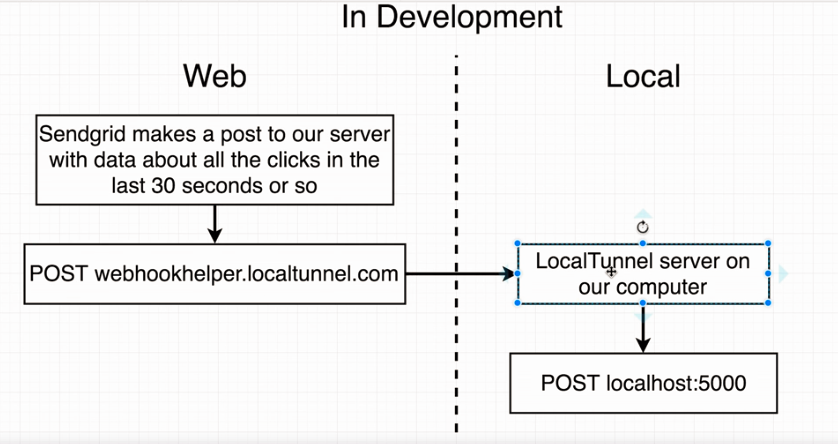 In Development
Web
Local
Sendgrid makes a post to our server
with data about all the clicks in the
last 30 seconds or so
POST webhookhelper.localtunnel.com
LocalTunnel server on
our computer
POST localhost:5000